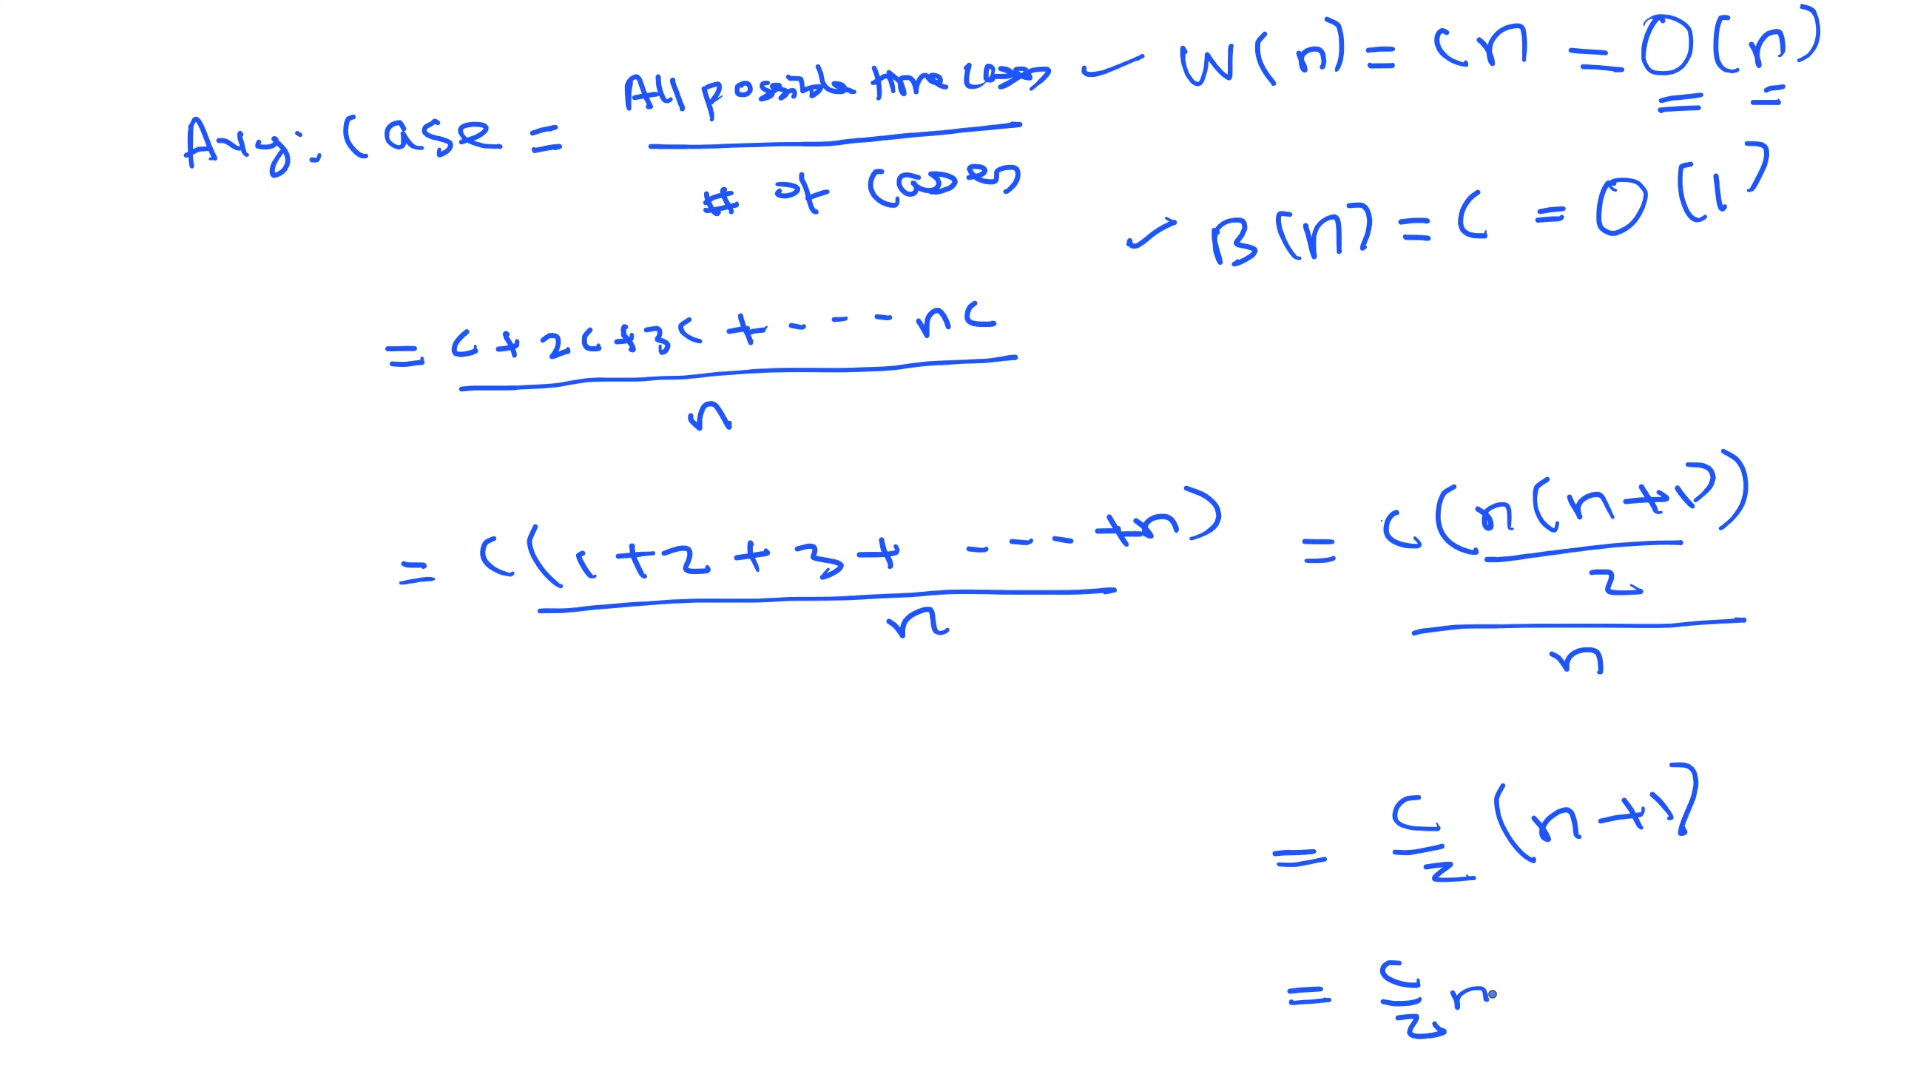 Avg. Case = All possible time cases / # of cases
✓ W(n) = cn = O(n)
✓ B(n) = c = O(1)
= c + 2c + 3c + - - - nc / n
= c(1 + 2 + 3 + - - - + n) / n = c(n(n+1)/2) / n
= c/2 (n+1)
= c/2 n